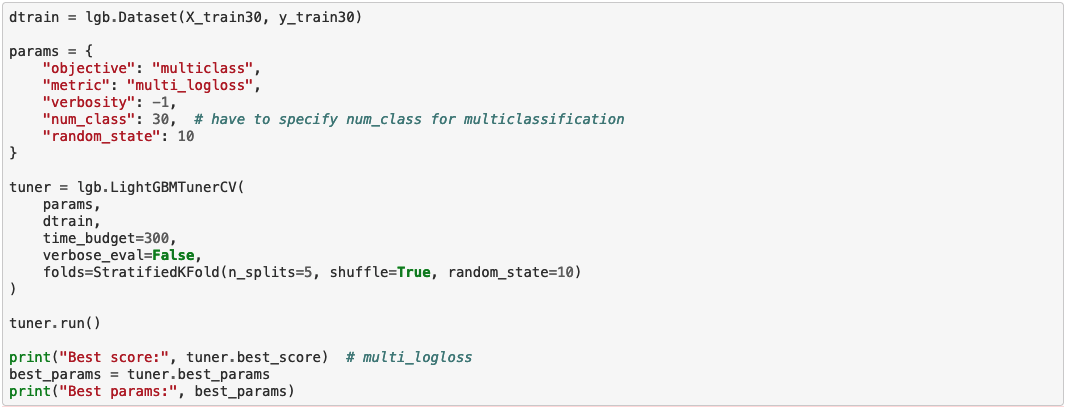 dtrain = lgb.Dataset(X_train30, y_train30)

params = {
    "objective": "multiclass",
    "metric": "multi_logloss",
    "verbosity": -1,
    "num_class": 30,  # have to specify num_class for multiclassification
    "random_state": 10
}

tuner = lgb.LightGBMTunerCV(
    params,
    dtrain,
    time_budget=300,
    verbose_eval=False,
    folds=StratifiedKFold(n_splits=5, shuffle=True, random_state=10)
)

tuner.run()

print("Best score:", tuner.best_score)  # multi_logloss
best_params = tuner.best_params
print("Best params:", best_params)